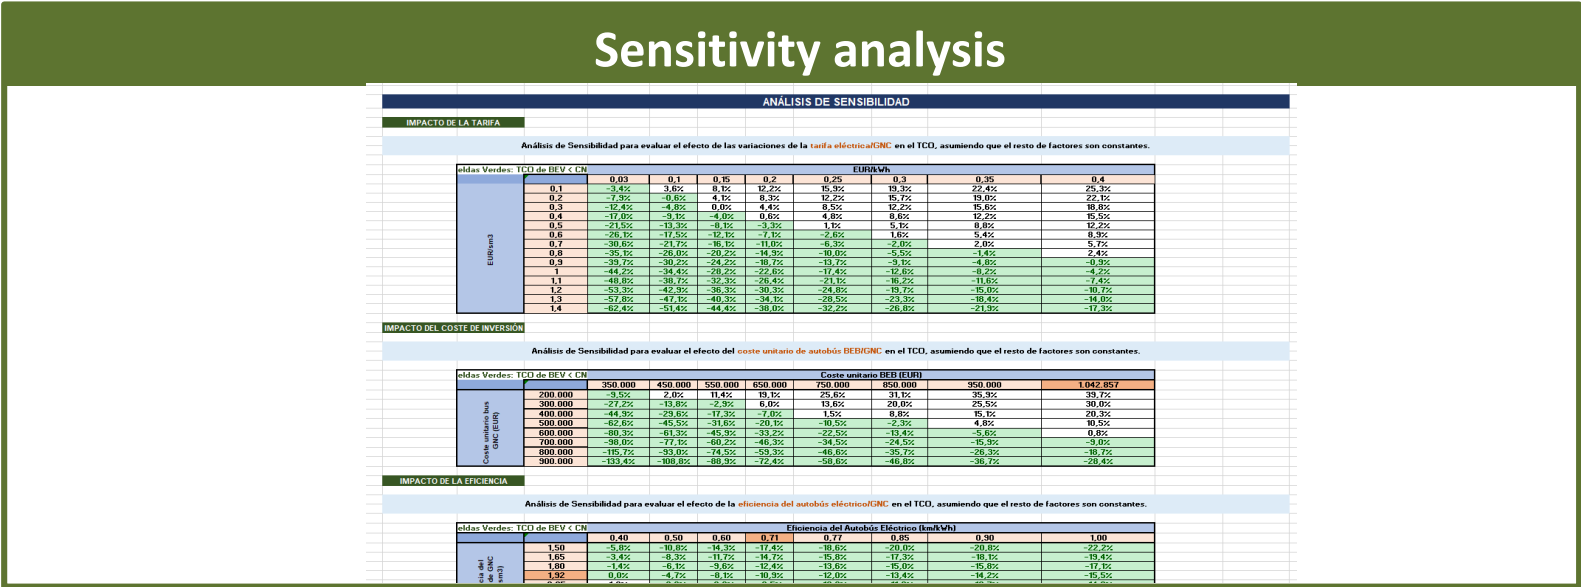 Sensitivity analysis
ANÁLISIS DE SENSIBILIDAD
IMPACTO DE LA TARIFA
Análisis de Sensibilidad para evaluar el efecto de las variaciones de la tarifa eléctrica/GNC en el TCO, asumiendo que el resto de factores son constantes.
eldas Verdes: TCO de BEV < CN EUR/kWh
0,03 0,1 0,15 0,2 0,25 0,3 0,35 0,4
EUR/sm3
0,1 -3,4% 3,6% 8,1% 12,2% 15,9% 19,3% 22,4% 25,3%
0,2 -7,9% -0,6% 4,1% 8,3% 12,2% 15,7% 19,0% 22,1%
0,3 -12,4% -4,8% 0,0% 4,4% 8,5% 12,2% 15,6% 18,8%
0,4 -17,0% -9,1% -4,0% 0,6% 4,8% 8,6% 12,2% 15,5%
0,5 -21,5% -13,3% -8,1% -3,3% 1,1% 5,1% 8,8% 12,2%
0,6 -26,1% -17,5% -12,1% -7,1% -2,6% 1,6% 5,4% 8,9%
0,7 -30,6% -21,7% -16,1% -11,0% -6,3% -2,0% 2,0% 5,7%
0,8 -35,1% -26,0% -20,2% -14,9% -10,0% -5,5% -1,4% 2,4%
0,9 -39,7% -30,2% -24,2% -18,7% -13,7% -9,1% -4,8% -0,9%
1 -44,2% -34,4% -28,2% -22,6% -17,4% -12,6% -8,2% -4,2%
1,1 -48,8% -38,7% -32,3% -26,4% -21,1% -16,2% -11,6% -7,4%
1,2 -53,3% -42,9% -36,3% -30,3% -24,8% -19,7% -15,0% -10,7%
1,3 -57,8% -47,1% -40,3% -34,1% -28,5% -23,3% -18,4% -14,0%
1,4 -62,4% -51,4% -44,4% -38,0% -32,2% -26,8% -21,9% -17,3%
IMPACTO DEL COSTE DE INVERSIÓN
Análisis de Sensibilidad para evaluar el efecto del coste unitario de autobús BEB/GNC en el TCO, asumiendo que el resto de factores son constantes.
eldas Verdes: TCO de BEV < CN Coste unitario BEB (EUR)
350.000 450.000 550.000 650.000 750.000 850.000 950.000 1.042.857
Coste unitario bus
GNC (EUR)
200.000 -9,5% 2,0% 11,4% 19,1% 25,6% 31,1% 35,9% 39,7%
300.000 -27,2% -13,8% -2,9% 6,0% 13,6% 20,0% 25,5% 30,0%
400.000 -44,9% -29,6% -17,3% -7,0% 1,5% 8,8% 15,1% 20,3%
500.000 -62,6% -45,5% -31,6% -20,1% -10,5% -2,3% 4,8% 10,5%
600.000 -80,3% -61,3% -45,9% -33,2% -22,5% -13,4% -5,6% 0,8%
700.000 -98,0% -77,1% -60,2% -46,3% -34,5% -24,5% -15,9% -9,0%
800.000 -115,7% -93,0% -74,5% -59,3% -46,6% -35,7% -26,3% -18,7%
900.000 -133,4% -108,8% -88,9% -72,4% -58,6% -46,8% -36,7% -28,4%
IMPACTO DE LA EFICIENCIA
Análisis de Sensibilidad para evaluar el efecto de la eficiencia del autobús eléctrico/GNC en el TCO, asumiendo que el resto de factores son constantes.
eldas Verdes: TCO de BEV < CN Eficiencia del Autobús Eléctrico (km/kWh)
0,40 0,50 0,60 0,71 0,77 0,85 0,90 1,00
cia del
de GNC
sm3)
1,50 -5,8% -10,8% -14,3% -17,4% -18,6% -20,0% -20,8% -22,2%
1,65 -3,4% -8,3% -11,7% -14,7% -15,8% -17,3% -18,1% -19,4%
1,80 -1,4% -6,1% -9,6% -12,4% -13,6% -15,0% -15,8% -17,1%
1,92 0,0% -4,7% -8,1% -10,9% -12,0% -13,4% -14,2% -15,5%